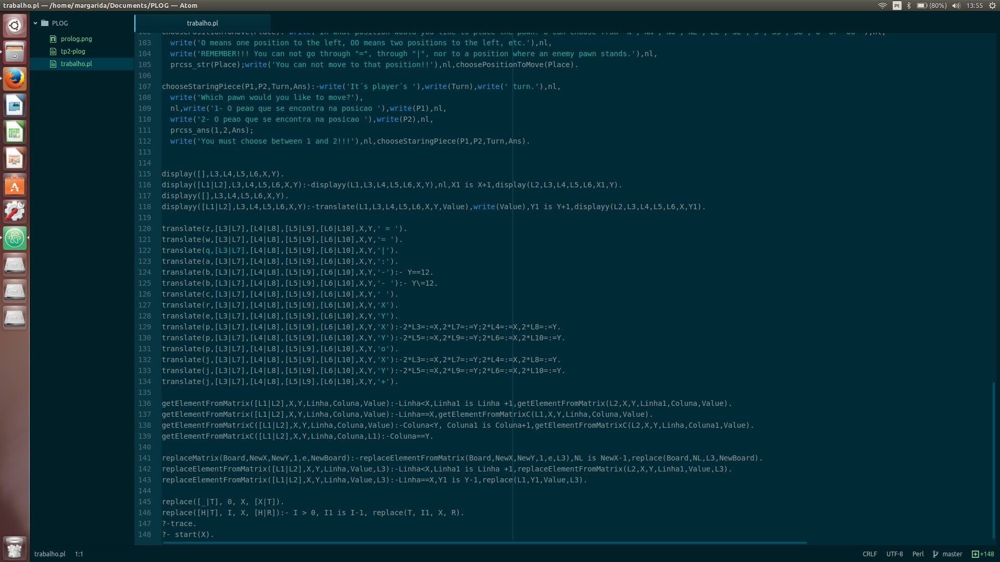 trabalho.pl — /home/margarida/Documents/PLOG — Atom
Pt (80%) 13:55
PLOG
prolog.png
tp2-plog
trabalho.pl
trabalho.pl
103 write('O means one position to the left, OO means two positions to the left, etc.'),nl,
104 write('REMEMBER!!! You can not go through "=", through "|", nor to a position where an enemy pawn stands.'),nl,
105 prcss_str(Place);write('You can not move to that position!!'),nl,choosePositionToMove(Place).
106
107 chooseStaringPiece(P1,P2,Turn,Ans):-write('It´s player´s '),write(Turn),write(' turn.'),nl,
108 write('Which pawn would you like to move?'),
109 nl,write('1- O peao que se encontra na posicao '),write(P1),nl,
110 write('2- O peao que se encontra na posicao '),write(P2),nl,
111 prcss_ans(1,2,Ans);
112 write('You must choose between 1 and 2!!!'),nl,chooseStaringPiece(P1,P2,Turn,Ans).
113
114
115 display([],L3,L4,L5,L6,X,Y).
116 display([L1|L2],L3,L4,L5,L6,X,Y):-displayy(L1,L3,L4,L5,L6,X,Y),nl,X1 is X+1,display(L2,L3,L4,L5,L6,X1,Y).
117 displayy([],L3,L4,L5,L6,X,Y).
118 displayy([L1|L2],L3,L4,L5,L6,X,Y):-translate(L1,L3,L4,L5,L6,X,Y,Value),write(Value),Y1 is Y+1,displayy(L2,L3,L4,L5,L6,X,Y1).
119
120 translate(z,[L3|L7],[L4|L8],[L5|L9],[L6|L10],X,Y,' = ').
121 translate(w,[L3|L7],[L4|L8],[L5|L9],[L6|L10],X,Y,'= ').
122 translate(q,[L3|L7],[L4|L8],[L5|L9],[L6|L10],X,Y,'|').
123 translate(a,[L3|L7],[L4|L8],[L5|L9],[L6|L10],X,Y,':').
124 translate(b,[L3|L7],[L4|L8],[L5|L9],[L6|L10],X,Y,'-'):- Y==12.
125 translate(b,[L3|L7],[L4|L8],[L5|L9],[L6|L10],X,Y,'- '):- Y\=12.
126 translate(c,[L3|L7],[L4|L8],[L5|L9],[L6|L10],X,Y,' ').
127 translate(r,[L3|L7],[L4|L8],[L5|L9],[L6|L10],X,Y,'X').
128 translate(e,[L3|L7],[L4|L8],[L5|L9],[L6|L10],X,Y,'Y').
129 translate(p,[L3|L7],[L4|L8],[L5|L9],[L6|L10],X,Y,'X'):-2*L3=:=X,2*L7=:=Y;2*L4=:=X,2*L8=:=Y.
130 translate(p,[L3|L7],[L4|L8],[L5|L9],[L6|L10],X,Y,'Y'):-2*L5=:=X,2*L9=:=Y;2*L6=:=X,2*L10=:=Y.
131 translate(p,[L3|L7],[L4|L8],[L5|L9],[L6|L10],X,Y,'o').
132 translate(j,[L3|L7],[L4|L8],[L5|L9],[L6|L10],X,Y,'X'):-2*L3=:=X,2*L7=:=Y;2*L4=:=X,2*L8=:=Y.
133 translate(j,[L3|L7],[L4|L8],[L5|L9],[L6|L10],X,Y,'Y'):-2*L5=:=X,2*L9=:=Y;2*L6=:=X,2*L10=:=Y.
134 translate(j,[L3|L7],[L4|L8],[L5|L9],[L6|L10],X,Y,'+').
135
136 getElementFromMatrix([L1|L2],X,Y,Linha,Coluna,Value):-Linha<X,Linha1 is Linha +1,getElementFromMatrix(L2,X,Y,Linha1,Coluna,Value).
137 getElementFromMatrix([L1|L2],X,Y,Linha,Coluna,Value):-Linha==X,getElementFromMatrixC(L1,X,Y,Linha,Coluna,Value).
138 getElementFromMatrixC([L1|L2],X,Y,Linha,Coluna,Value):-Coluna<Y, Coluna1 is Coluna+1,getElementFromMatrixC(L2,X,Y,Linha,Coluna1,Value).
139 getElementFromMatrixC([L1|L2],X,Y,Linha,Coluna,L1):-Coluna==Y.
140
141 replaceMatrix(Board,NewX,NewY,1,e,NewBoard):-replaceElementFromMatrix(Board,NewX,NewY,1,e,L3),NL is NewX-1,replace(Board,NL,L3,NewBoard).
142 replaceElementFromMatrix([L1|L2],X,Y,Linha,Value,L3):-Linha<X,Linha1 is Linha +1,replaceElementFromMatrix(L2,X,Y,Linha1,Value,L3).
143 replaceElementFromMatrix([L1|L2],X,Y,Linha,Value,L3):-Linha==X,Y1 is Y-1,replace(L1,Y1,Value,L3).
144
145 replace([_|T], 0, X, [X|T]).
146 replace([H|T], I, X, [H|R]):- I > 0, I1 is I-1, replace(T, I1, X, R).
147 ?-trace.
148 ?- start(X).
trabalho.pl 1:1 CRLF UTF-8 Perl master +148